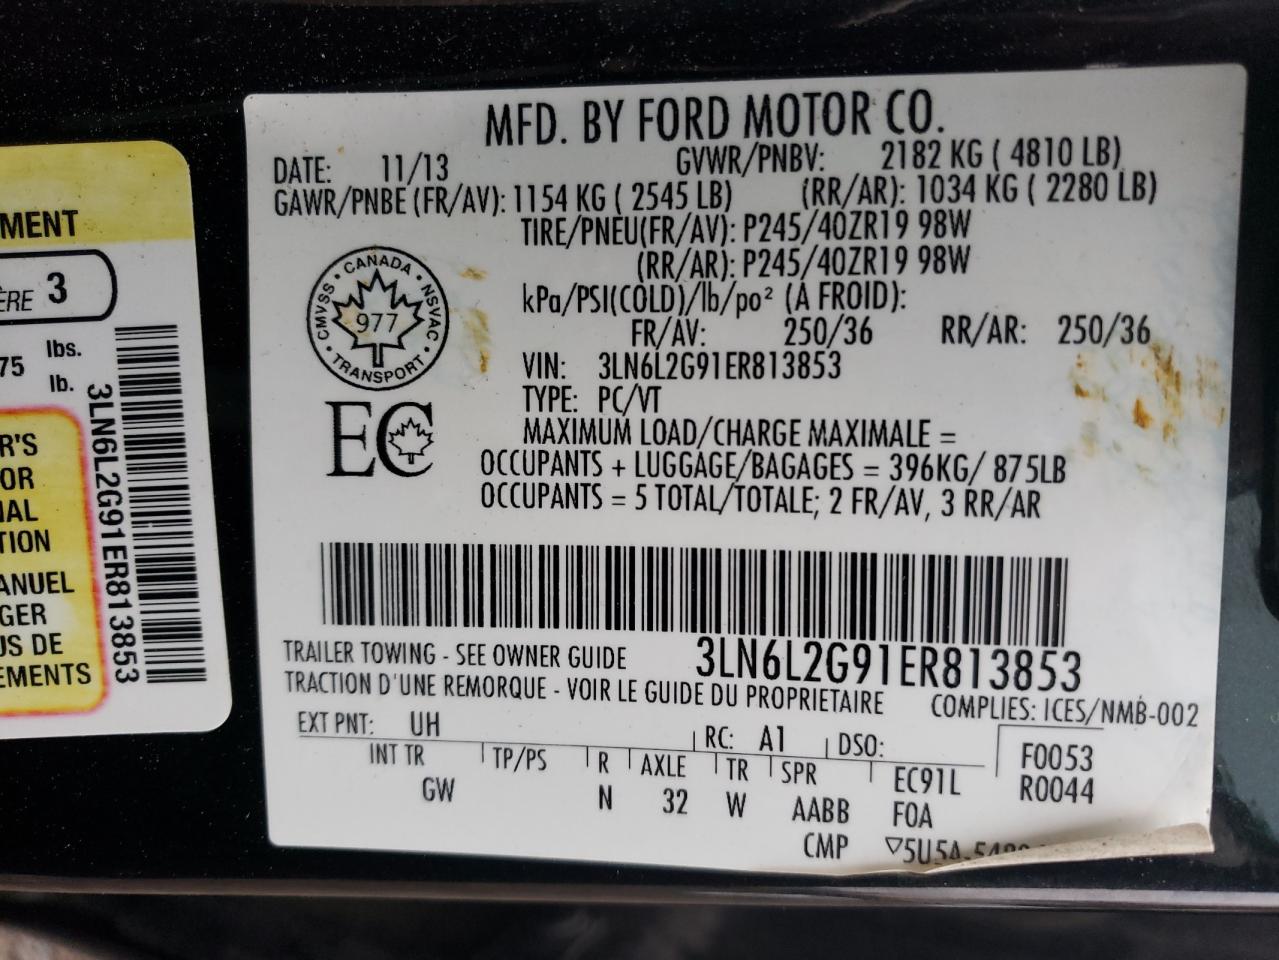 MENT
ÈRE 3
75 lbs.
lb.
R'S
OR
IAL
TION
ANUEL
GER
US DE
EMENTS
3LN6L2G91ER813853
MFD. BY FORD MOTOR CO.
DATE: 11/13 GVWR/PNBV: 2182 KG ( 4810 LB)
GAWR/PNBE (FR/AV): 1154 KG ( 2545 LB) (RR/AR): 1034 KG ( 2280 LB)
TIRE/PNEU(FR/AV): P245/40ZR19 98W
(RR/AR): P245/40ZR19 98W
kPa/PSI(COLD)/lb/po² (A FROID):
FR/AV: 250/36 RR/AR: 250/36
VIN: 3LN6L2G91ER813853
TYPE: PC/VT
MAXIMUM LOAD/CHARGE MAXIMALE =
OCCUPANTS + LUGGAGE/BAGAGES = 396KG/ 875LB
OCCUPANTS = 5 TOTAL/TOTALE; 2 FR/AV, 3 RR/AR
CANADA
CMVSS 977 NSVAC
TRANSPORT
EC
TRAILER TOWING - SEE OWNER GUIDE 3LN6L2G91ER813853
TRACTION D'UNE REMORQUE - VOIR LE GUIDE DU PROPRIETAIRE COMPLIES: ICES/NMB-002
EXT PNT: UH RC: A1 DSO: F0053
INT TR TP/PS R AXLE TR SPR EC91L R0044
GW N 32 W AABB FOA
CMP ▽5U5A-5480